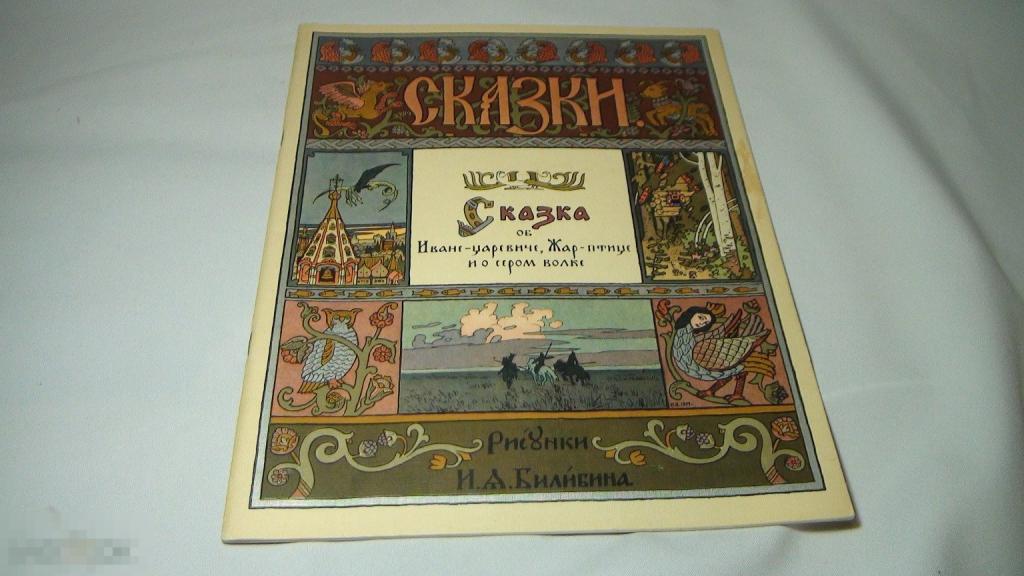 СКАЗКИ.
Сказка
об
Иване-царевиче, Жар-птице
и о сером волке
Рисунки
И. Я. Билибина